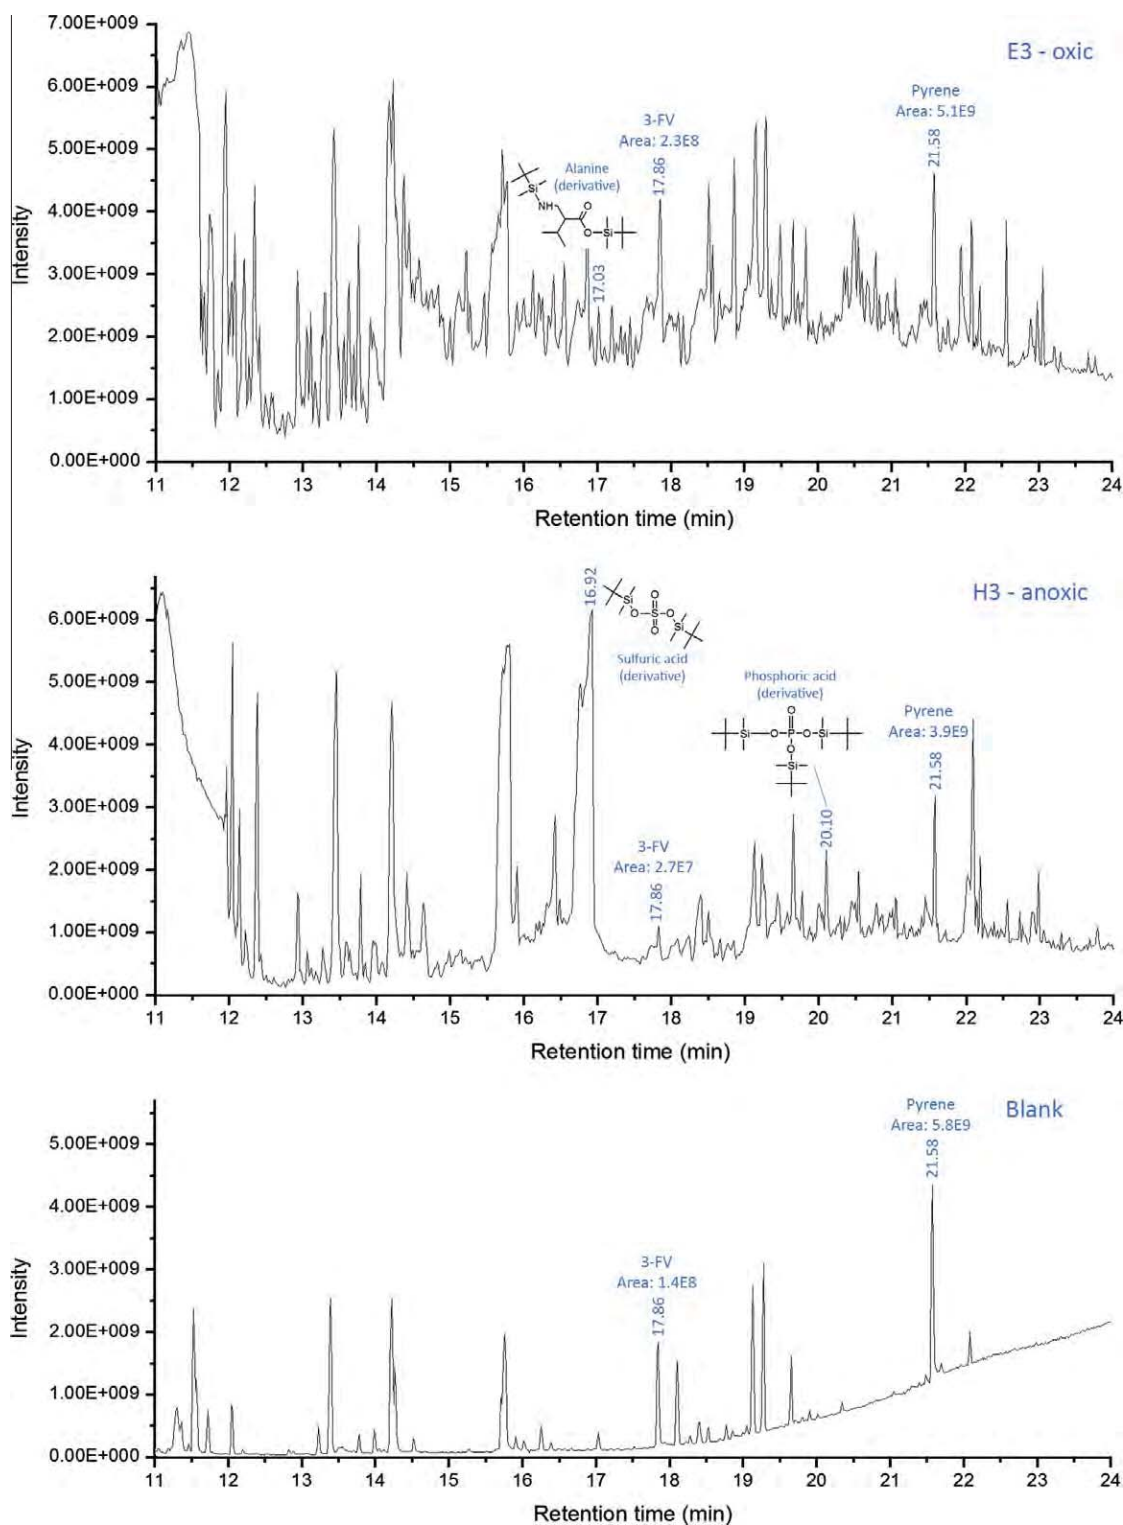 7.00E+009
E3 - oxic
6.00E+009
Pyrene
Area: 5.1E9
3-FV
Area: 2.3E8
5.00E+009
Alanine
(derivative)
21.58
17.86
Si
NH
O
O
Si
4.00E+009
Intensity
3.00E+009
17.03
2.00E+009
1.00E+009
0.00E+000
11 12 13 14 15 16 17 18 19 20 21 22 23 24
Retention time (min)
16.92
H3 - anoxic
6.00E+009
Si
O
O
S
O
O
Si
Sulfuric acid
(derivative)
5.00E+009
Phosphoric acid
(derivative)
Pyrene
Area: 3.9E9
4.00E+009
O
Si
O
P
O
Si
O
Si
21.58
Intensity
3.00E+009
20.10
3-FV
Area: 2.7E7
2.00E+009
17.86
1.00E+009
0.00E+000
11 12 13 14 15 16 17 18 19 20 21 22 23 24
Retention time (min)
Pyrene
Area: 5.8E9
Blank
5.00E+009
21.58
4.00E+009
Intensity
3.00E+009
3-FV
Area: 1.4E8
17.86
2.00E+009
1.00E+009
0.00E+000
11 12 13 14 15 16 17 18 19 20 21 22 23 24
Retention time (min)